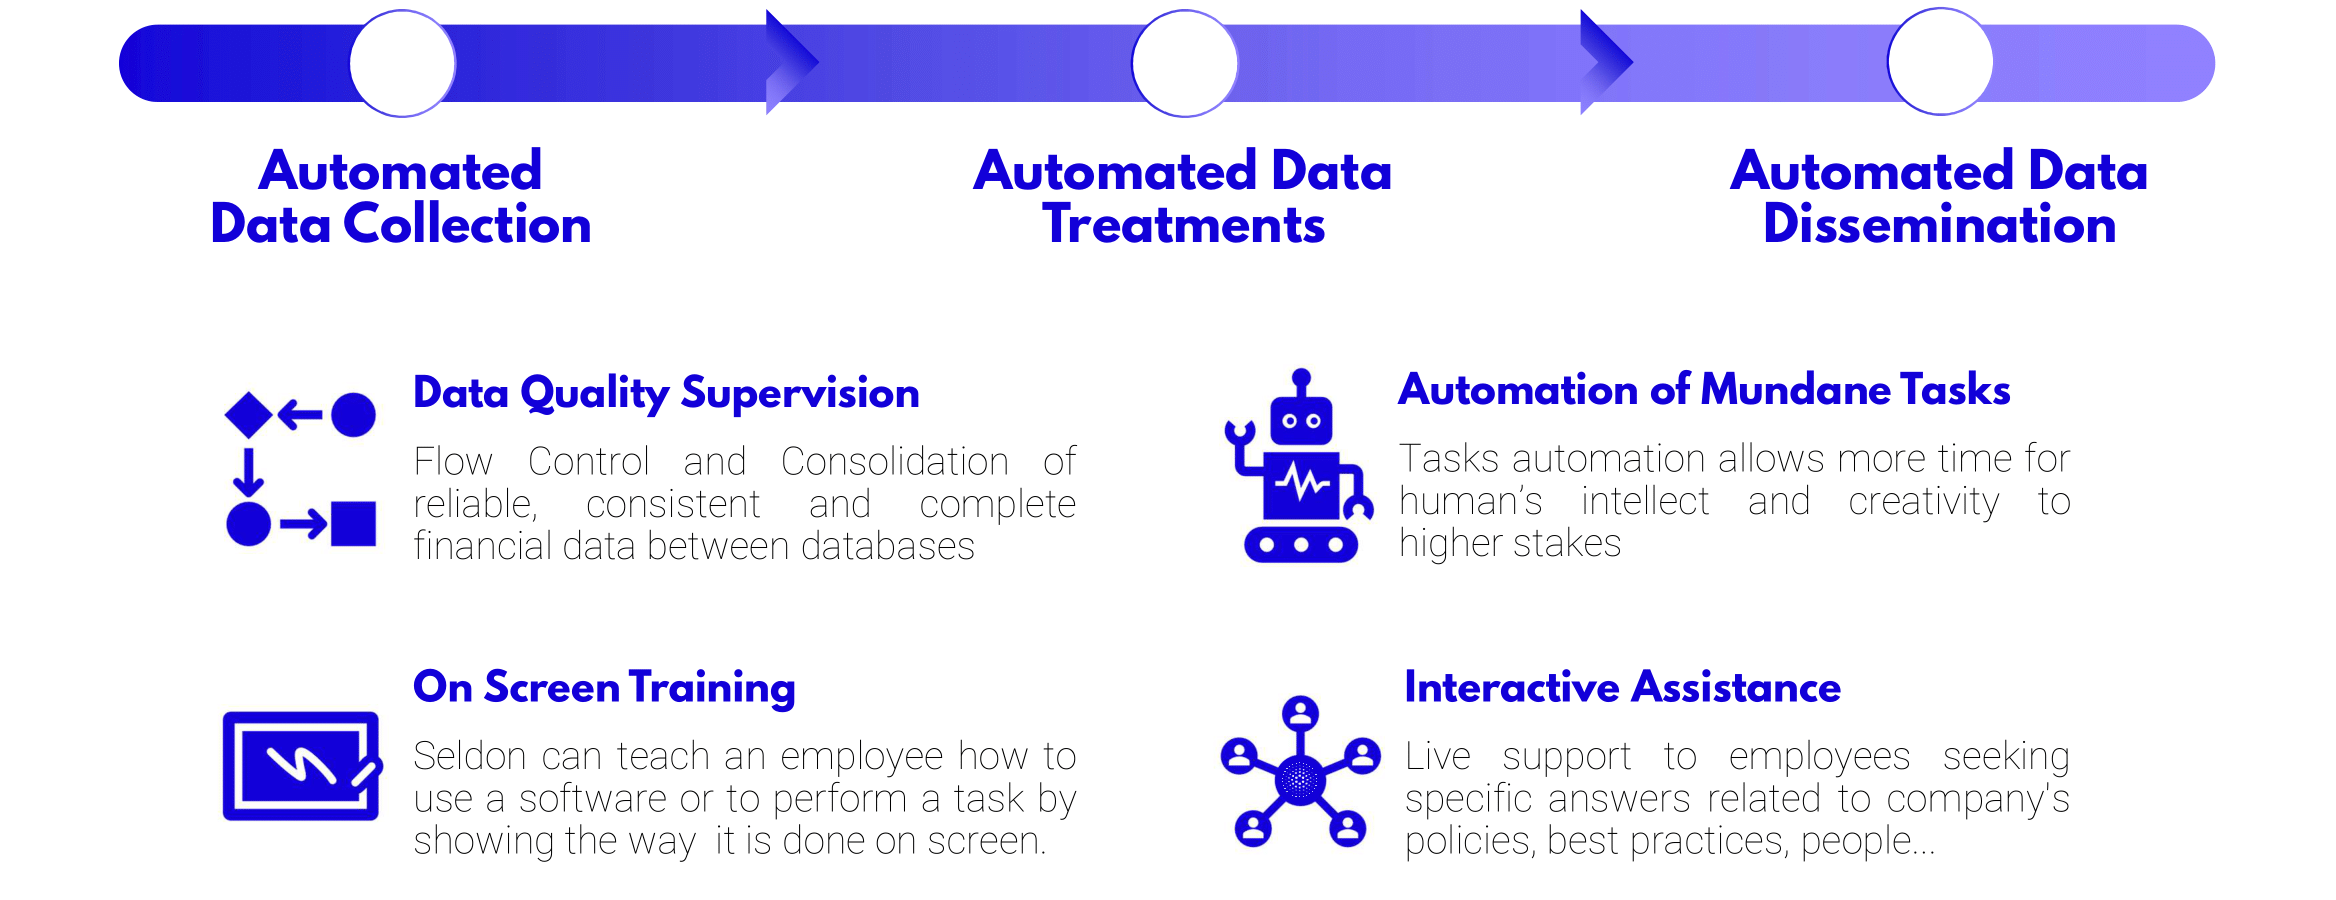 Automated
Data Collection
Automated Data
Treatments
Automated Data
Dissemination
Data Quality Supervision
Flow Control and Consolidation of
reliable, consistent and complete
financial data between databases
Automation of Mundane Tasks
Tasks automation allows more time for
human’s intellect and creativity to
higher stakes
On Screen Training
Seldon can teach an employee how to
use a software or to perform a task by
showing the way it is done on screen.
Interactive Assistance
Live support to employees seeking
specific answers related to company's
policies, best practices, people...